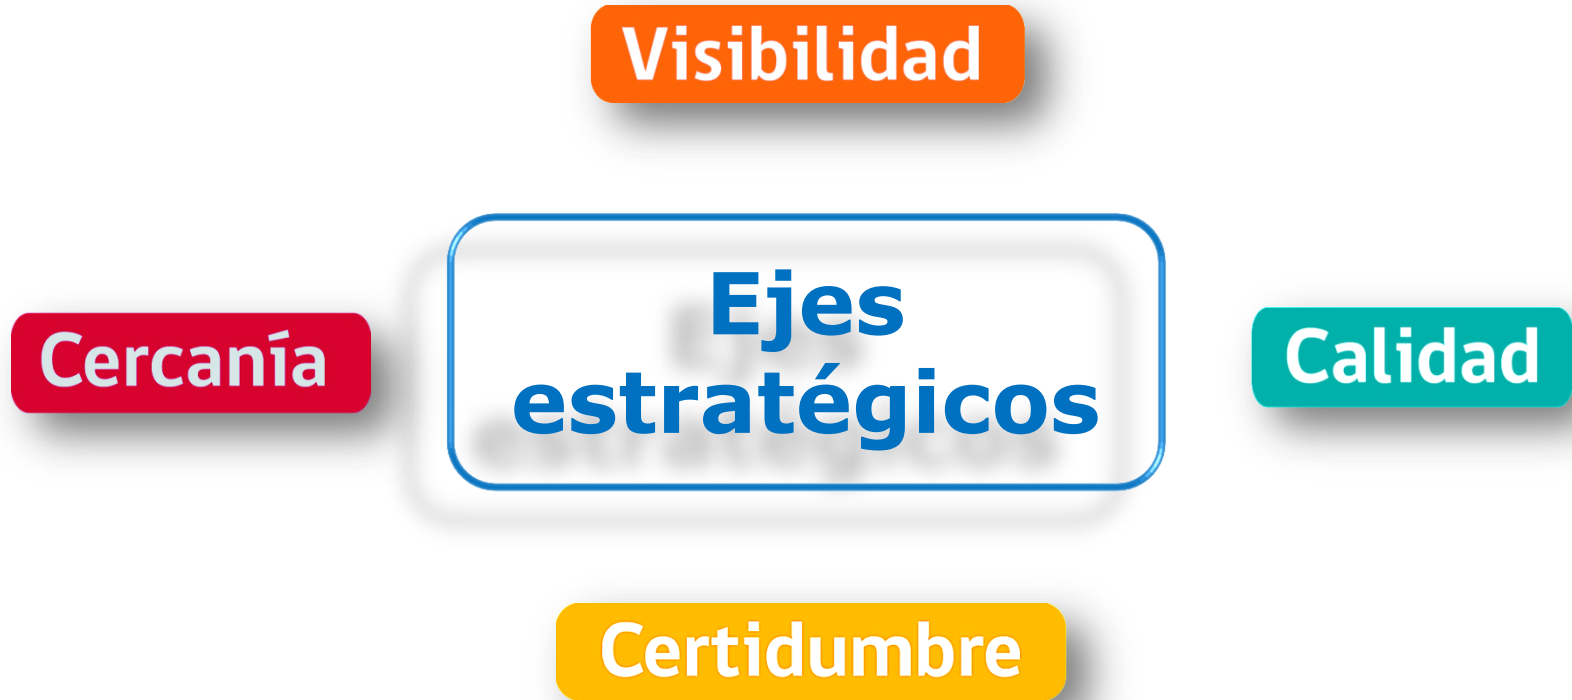 Visibilidad
Ejes
estratégicos
Cercanía
Calidad
Certidumbre